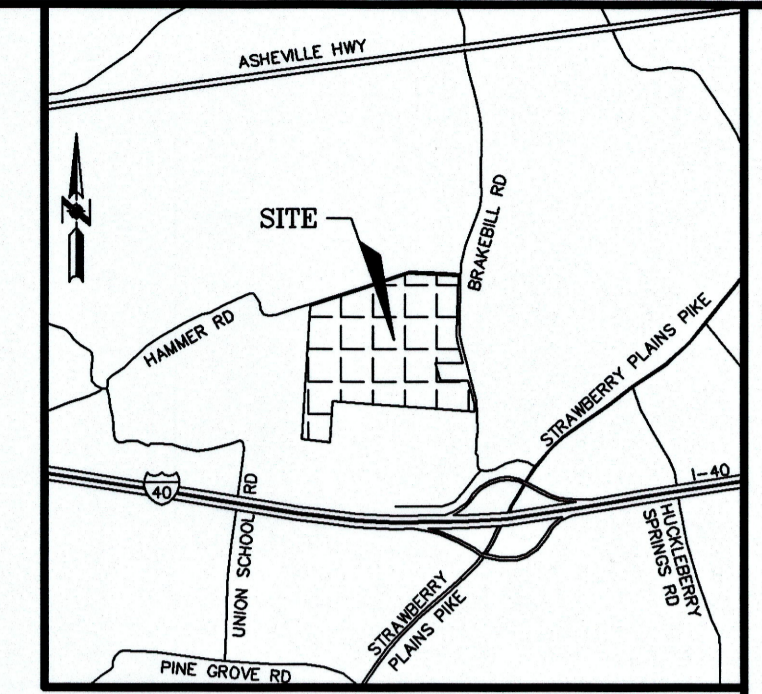 ASHEVILLE HWY
N
SITE
BRAKEBILL RD
HAMMER RD
STRAWBERRY PLAINS PIKE
I-40
40
UNION SCHOOL RD
HUCKLEBERRY
SPRINGS RD
STRAWBERRY
PLAINS PIKE
PINE GROVE RD